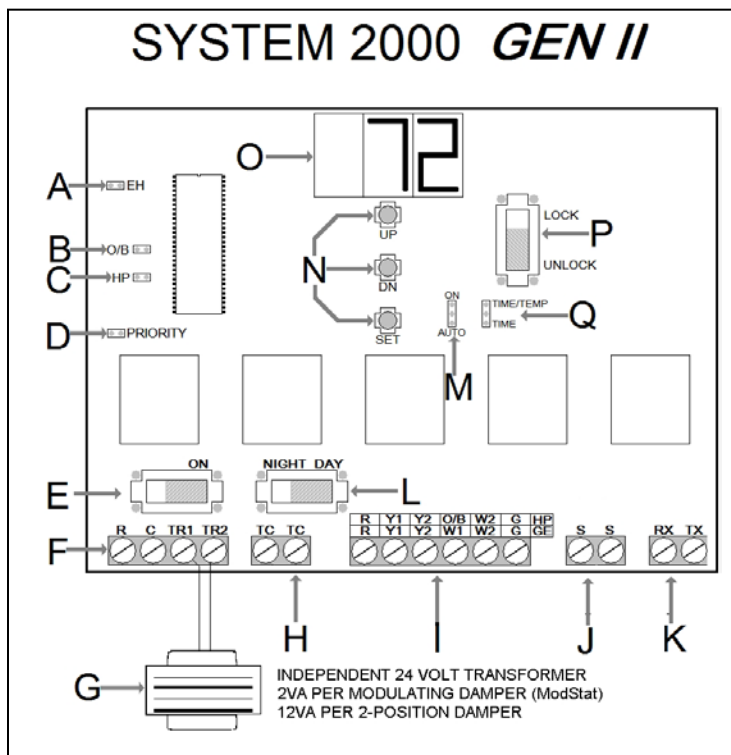 SYSTEM 2000 GEN II
72
O
A
EH
UP
LOCK
P
UNLOCK
B
O/B
C
HP
N
DN
ON
TIME/TEMP
Q
TIME
AUTO
SET
D
PRIORITY
M
E
ON
NIGHT DAY
L
R Y1 Y2 O/B W2 G HP
R Y1 Y2 W1 W2 G GE
F
R C TR1 TR2
TC TC
S S
RX TX
H
I
J
K
G
INDEPENDENT 24 VOLT TRANSFORMER
2VA PER MODULATING DAMPER (ModStat)
12VA PER 2-POSITION DAMPER